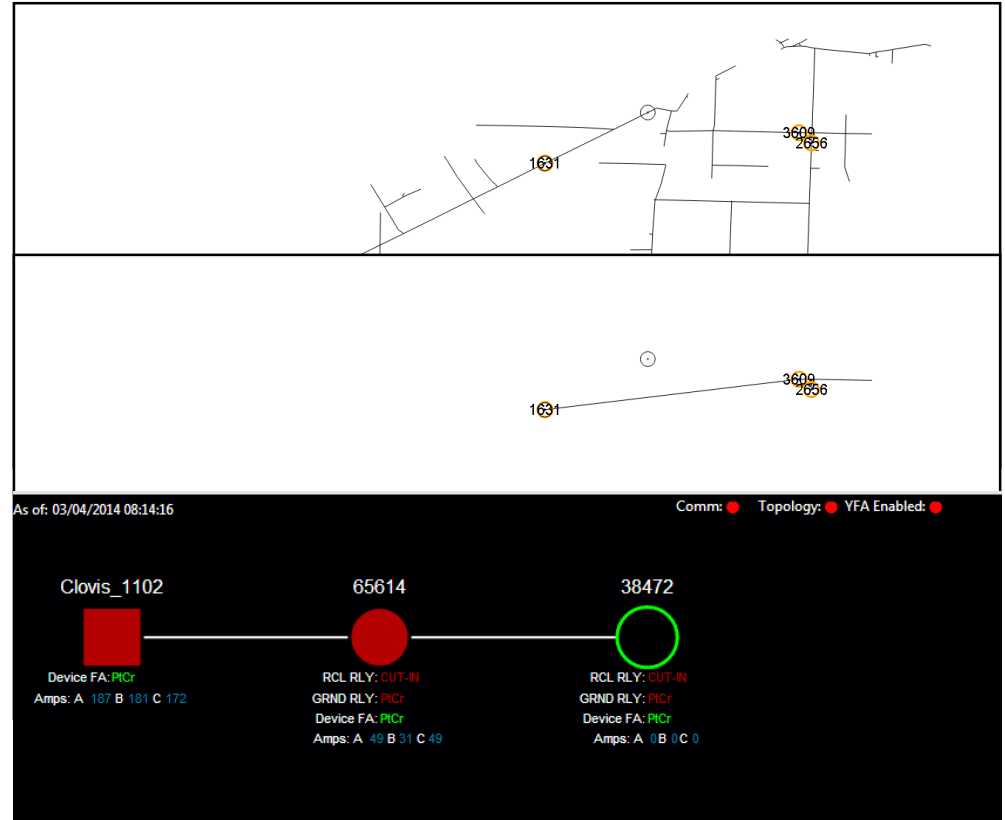 3609
2656
1631
3609
2656
1631
As of: 03/04/2014 08:14:16
Comm: Topology: YFA Enabled:
Clovis_1102 65614 38472
Device FA:PtCr RCL RLY: CUT-IN RCL RLY: CUT-IN
Amps: A 187 B 181 C 172 GRND RLY: PtCr GRND RLY: PtCr
Device FA: PtCr Device FA: PtCr
Amps: A 49 B 31 C 49 Amps: A 0 B 0 C 0